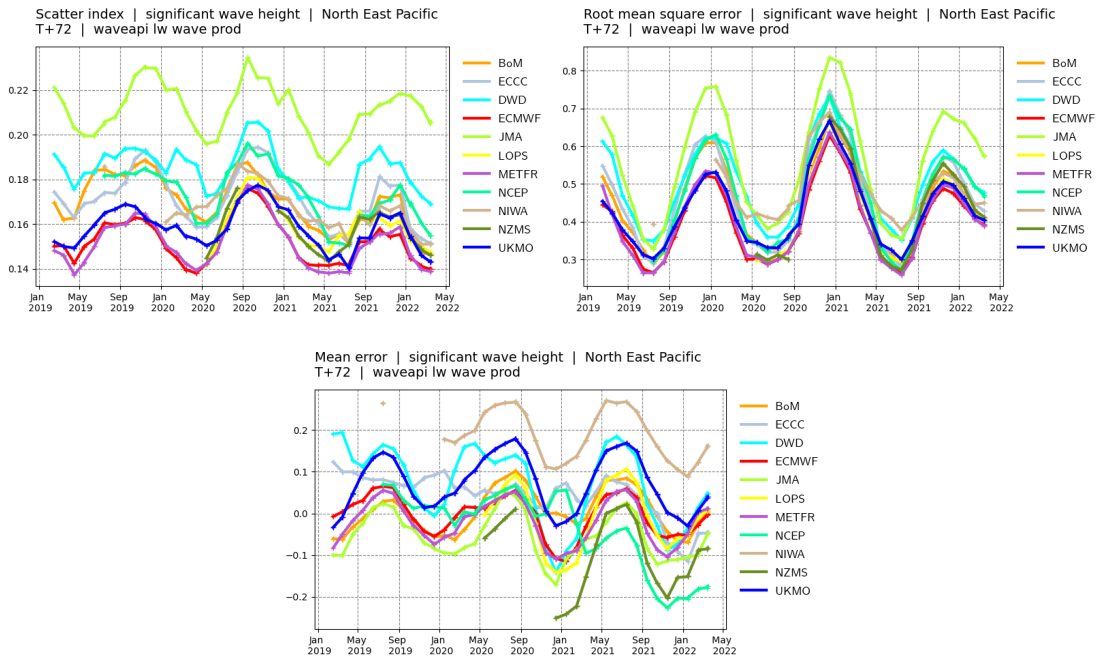 Scatter index | significant wave height | North East Pacific
T+72 | waveapi lw wave prod
0.22
0.20
0.18
0.16
0.14
Jan May Sep Jan May Sep Jan May Sep Jan May
2019 2019 2019 2020 2020 2020 2021 2021 2021 2022 2022
BoM
ECCC
DWD
ECMWF
JMA
LOPS
METFR
NCEP
NIWA
NZMS
UKMO
Root mean square error | significant wave height | North East Pacific
T+72 | waveapi lw wave prod
0.8
0.7
0.6
0.5
0.4
0.3
Jan May Sep Jan May Sep Jan May Sep Jan May
2019 2019 2019 2020 2020 2020 2021 2021 2021 2022 2022
BoM
ECCC
DWD
ECMWF
JMA
LOPS
METFR
NCEP
NIWA
NZMS
UKMO
Mean error | significant wave height | North East Pacific
T+72 | waveapi lw wave prod
0.2
0.1
0.0
−0.1
−0.2
Jan May Sep Jan May Sep Jan May Sep Jan May
2019 2019 2019 2020 2020 2020 2021 2021 2021 2022 2022
BoM
ECCC
DWD
ECMWF
JMA
LOPS
METFR
NCEP
NIWA
NZMS
UKMO